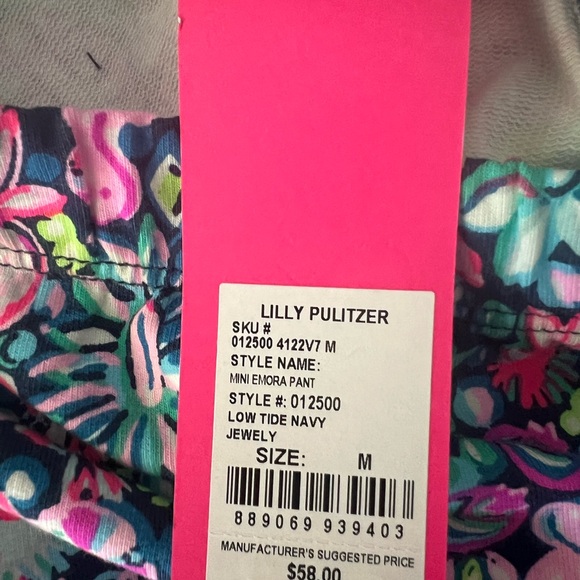 LILLY PULITZER
SKU #
012500 4122V7 M
STYLE NAME:
MINI EMORA PANT
STYLE #: 012500
LOW TIDE NAVY
JEWELY
SIZE: M
889069 939403
MANUFACTURER'S SUGGESTED PRICE
$58.00